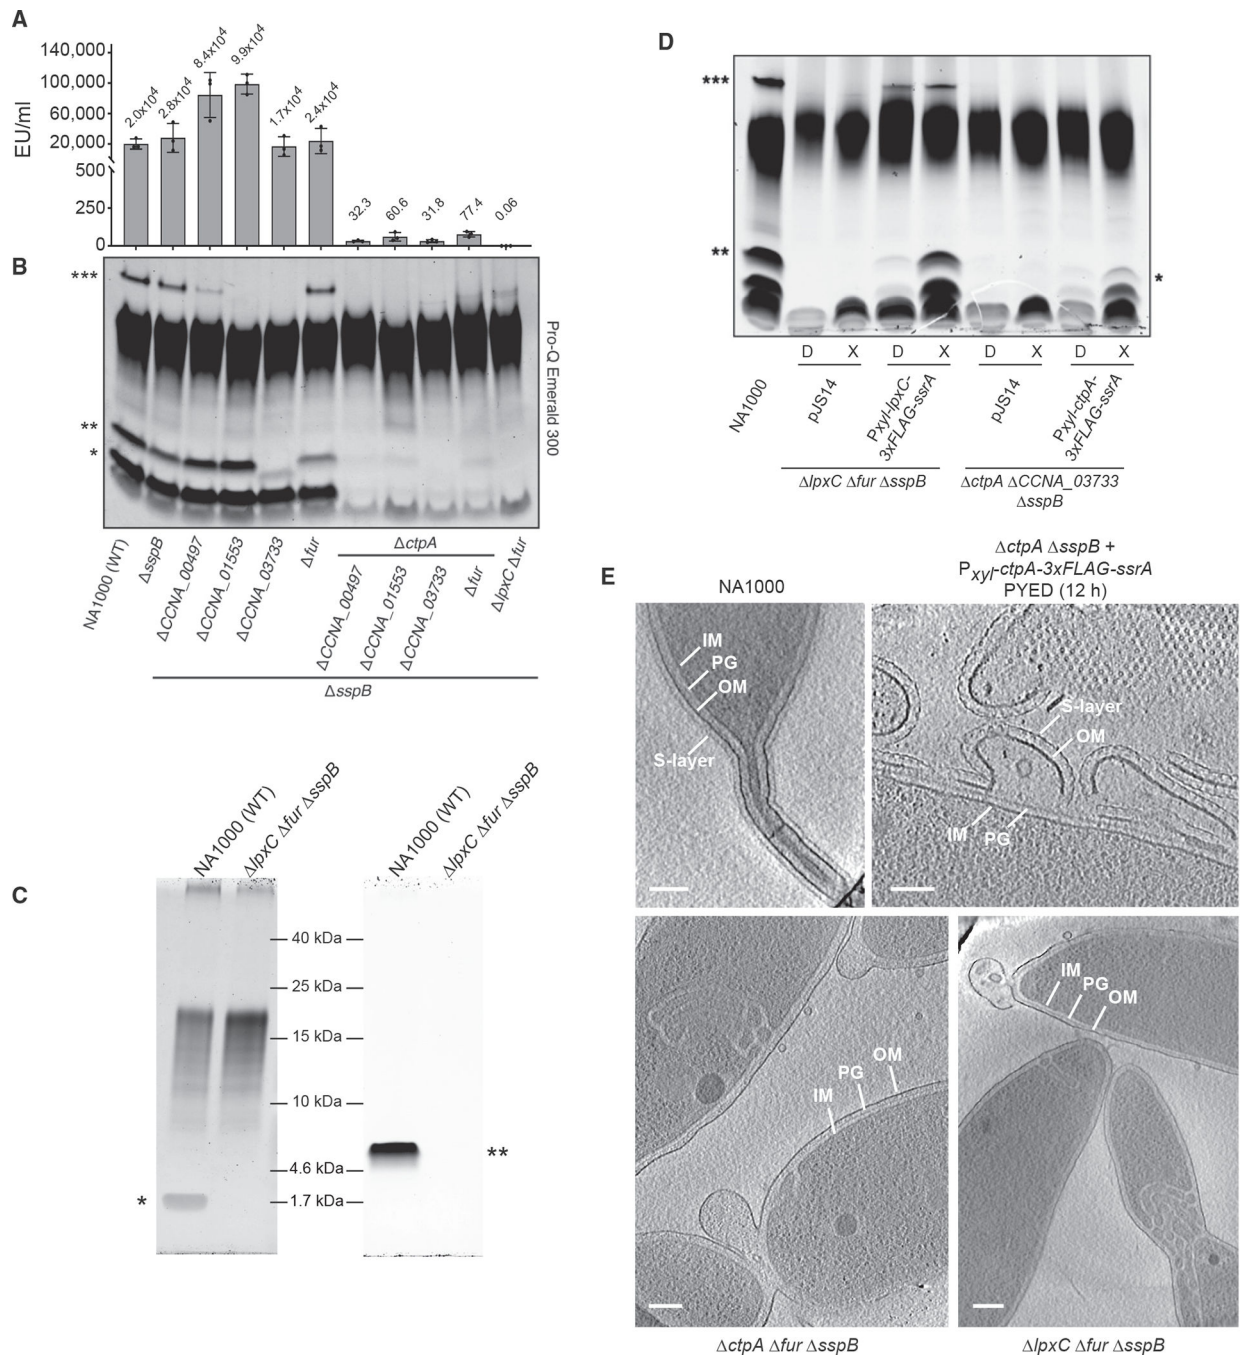 A
EU/ml
140,000
100,000
60,000
20,000
500
250
0
2.0x10⁴
2.8x10⁴
8.4x10⁴
9.9x10⁴
1.7x10⁴
2.4x10⁴
32.3
60.6
31.8
77.4
0.06
B
***
**
*
Pro-Q Emerald 300
NA1000 (WT)
ΔsspB
ΔCCNA_00497
ΔCCNA_01553
ΔCCNA_03733
Δfur
ΔctpA
ΔCCNA_00497
ΔCCNA_01553
ΔCCNA_03733
Δfur
ΔlpxC Δfur
ΔsspB
C
NA1000 (WT)
ΔlpxC Δfur ΔsspB
NA1000 (WT)
ΔlpxC Δfur ΔsspB
40 kDa
25 kDa
15 kDa
10 kDa
4.6 kDa
1.7 kDa
*
**
D
***
**
*
D X D X D X D X
NA1000
pJS14
Pxyl-lpxC-
3xFLAG-ssrA
pJS14
Pxyl-ctpA-
3xFLAG-ssrA
ΔlpxC Δfur ΔsspB
ΔctpA ΔCCNA_03733
ΔsspB
E
NA1000
ΔctpA ΔsspB +
Pxyl-ctpA-3xFLAG-ssrA
PYED (12 h)
IM
PG
OM
S-layer
S-layer
OM
IM
PG
OM
PG
IM
IM
PG
OM
ΔctpA Δfur ΔsspB
ΔlpxC Δfur ΔsspB